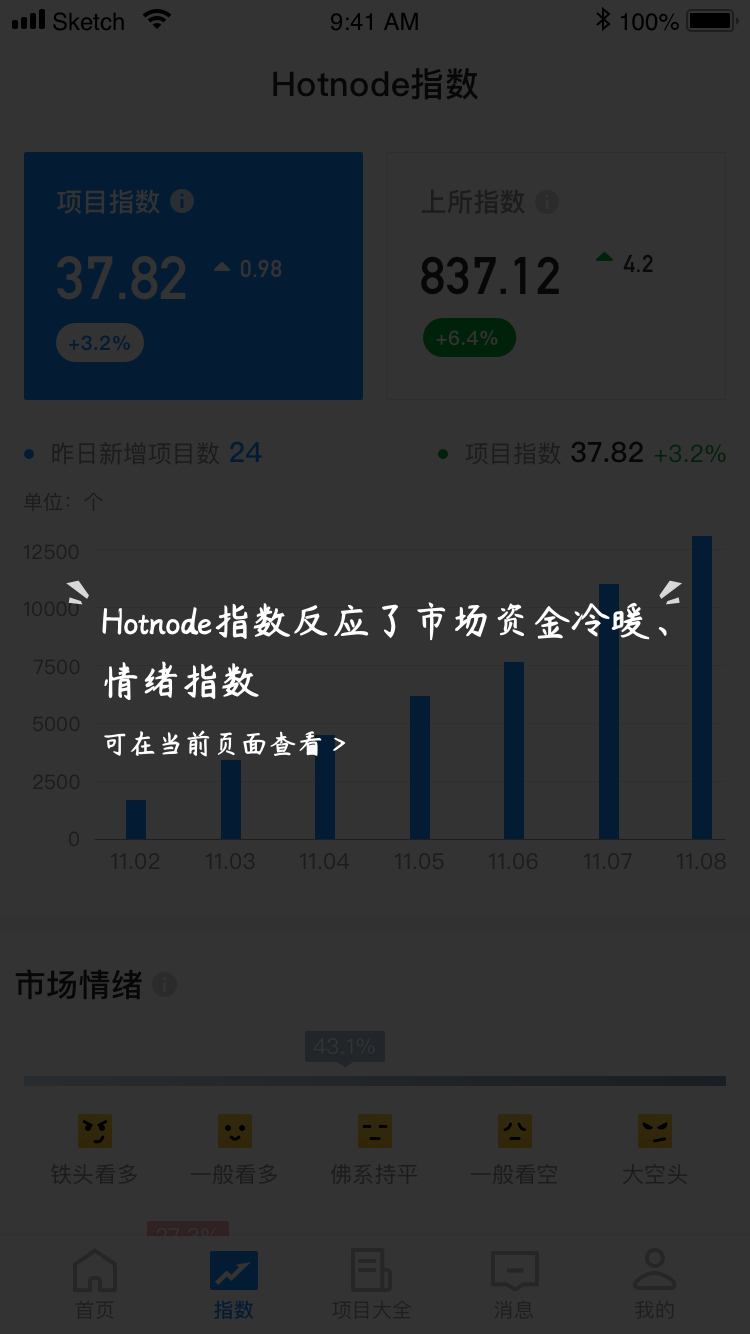 Sketch 9:41 AM 100%
Hotnode指数
项目指数 上所指数
37.82 0.98 837.12 4.2
+3.2% +6.4%
昨日新增项目数 24 项目指数 37.82 +3.2%
单位：个
12500
10000
Hotnode指数反应了市场资金冷暖、
7500
情绪指数
5000
可在当前页面查看 >
2500
0
11.02 11.03 11.04 11.05 11.06 11.07 11.08
市场情绪
43.1%
铁头看多 一般看多 佛系持平 一般看空 大空头
首页 指数 项目大全 消息 我的